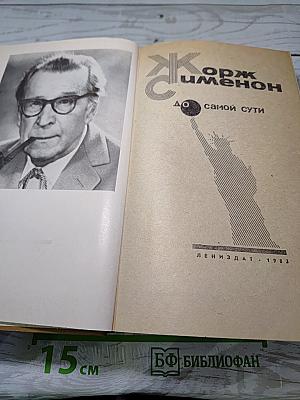 Жорж
Сименон
до самой сути
ЛЕНИЗДАТ · 1983
15 см
БФ БИБЛИОФАН